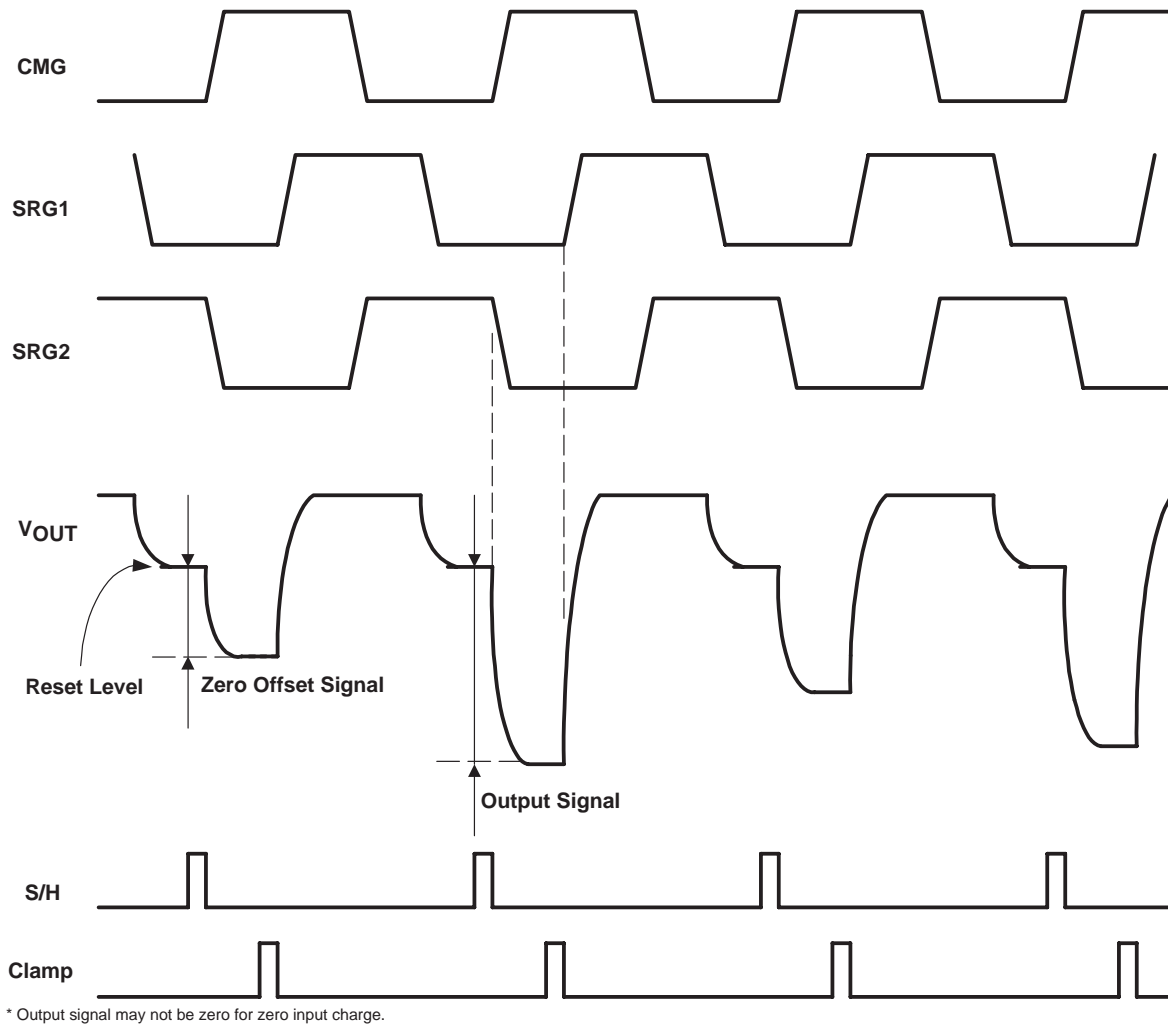 CMG
SRG1
SRG2
VOUT
Reset Level
Zero Offset Signal
Output Signal
S/H
Clamp
* Output signal may not be zero for zero input charge.